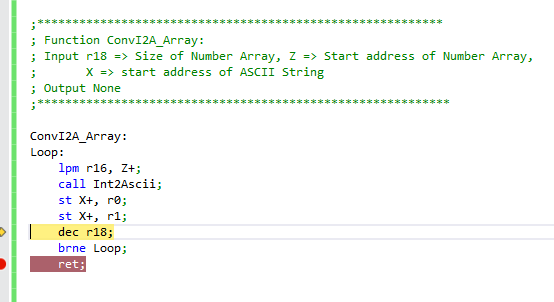 ;**********************************************************
; Function ConvI2A_Array:
; Input r18 => Size of Number Array, Z => Start address of Number Array,
; X => start address of ASCII String
; Output None
;***********************************************************
ConvI2A_Array:
Loop:
lpm r16, Z+;
call Int2Ascii;
st X+, r0;
st X+, r1;
dec r18;
brne Loop;
ret;